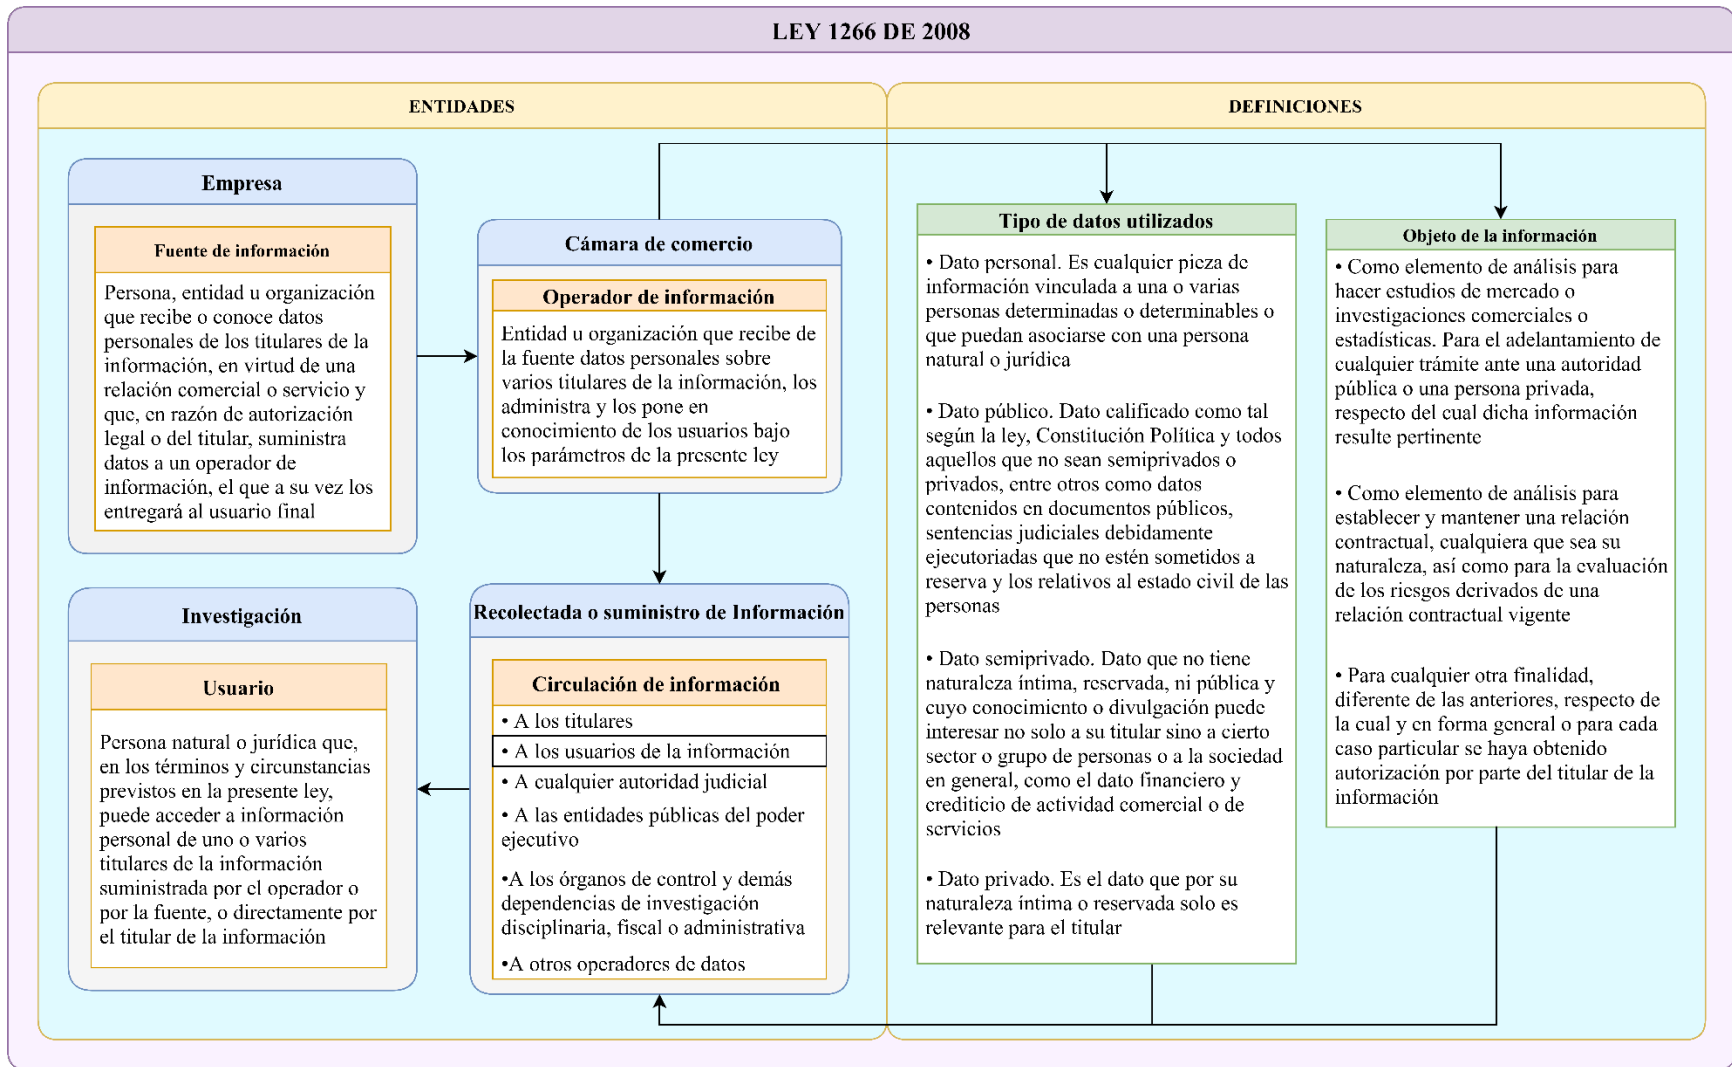 LEY 1266 DE 2008
ENTIDADES
Empresa
Fuente de información
Persona, entidad u organización
que recibe o conoce datos
personales de los titulares de la
información, en virtud de una
relación comercial o servicio y
que, en razón de autorización
legal o del titular, suministra
datos a un operador de
información, el que a su vez los
entregará al usuario final
Cámara de comercio
Operador de información
Entidad u organización que recibe de
la fuente datos personales sobre
varios titulares de la información, los
administra y los pone en
conocimiento de los usuarios bajo
los parámetros de la presente ley
Recolectada o suministro de Información
Circulación de información
• A los titulares
• A los usuarios de la información
• A cualquier autoridad judicial
• A las entidades públicas del poder
ejecutivo
•A los órganos de control y demás
dependencias de investigación
disciplinaria, fiscal o administrativa
•A otros operadores de datos
Investigación
Usuario
Persona natural o jurídica que,
en los términos y circunstancias
previstos en la presente ley,
puede acceder a información
personal de uno o varios
titulares de la información
suministrada por el operador o
por la fuente, o directamente por
el titular de la información
DEFINICIONES
Tipo de datos utilizados
• Dato personal. Es cualquier pieza de
información vinculada a una o varias
personas determinadas o determinables o
que puedan asociarse con una persona
natural o jurídica
• Dato público. Dato calificado como tal
según la ley, Constitución Política y todos
aquellos que no sean semiprivados o
privados, entre otros como datos
contenidos en documentos públicos,
sentencias judiciales debidamente
ejecutoriadas que no estén sometidos a
reserva y los relativos al estado civil de las
personas
• Dato semiprivado. Dato que no tiene
naturaleza íntima, reservada, ni pública y
cuyo conocimiento o divulgación puede
interesar no solo a su titular sino a cierto
sector o grupo de personas o a la sociedad
en general, como el dato financiero y
crediticio de actividad comercial o de
servicios
• Dato privado. Es el dato que por su
naturaleza íntima o reservada solo es
relevante para el titular
Objeto de la información
• Como elemento de análisis para
hacer estudios de mercado o
investigaciones comerciales o
estadísticas. Para el adelantamiento de
cualquier trámite ante una autoridad
pública o una persona privada,
respecto del cual dicha información
resulte pertinente
• Como elemento de análisis para
establecer y mantener una relación
contractual, cualquiera que sea su
naturaleza, así como para la evaluación
de los riesgos derivados de una
relación contractual vigente
• Para cualquier otra finalidad,
diferente de las anteriores, respecto de
la cual y en forma general o para cada
caso particular se haya obtenido
autorización por parte del titular de la
información